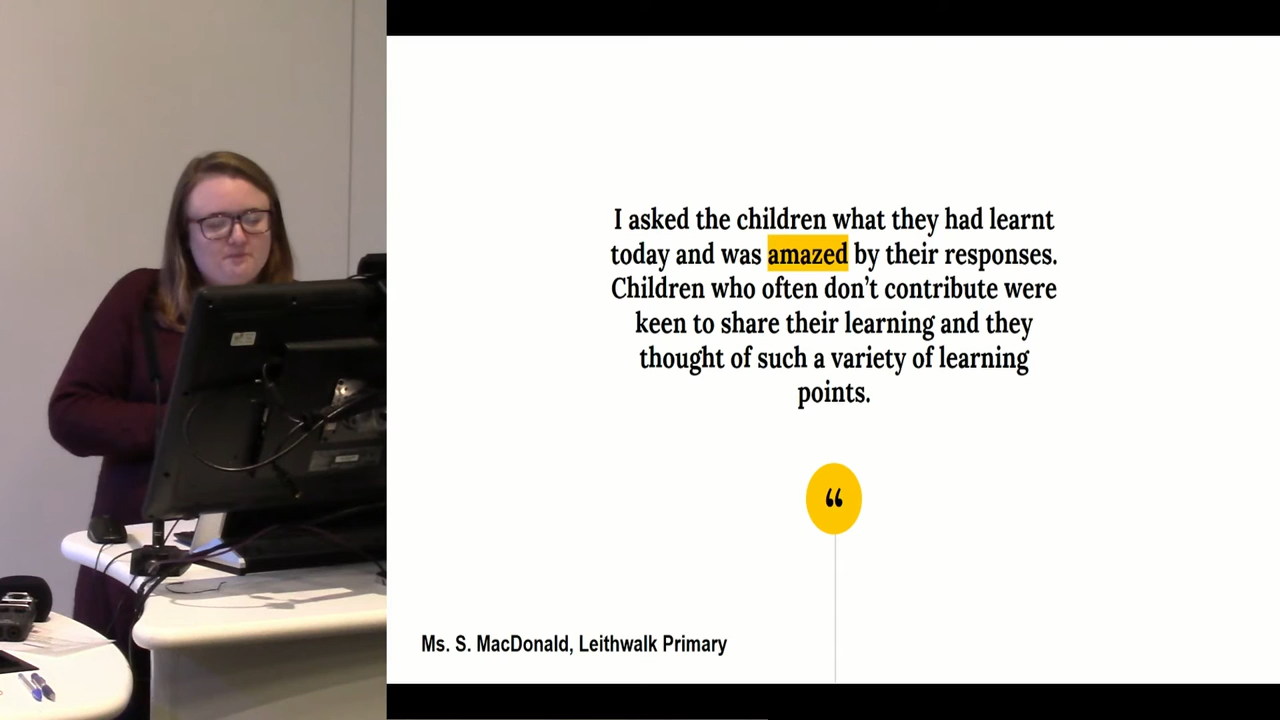 I asked the children what they had learnt
today and was amazed by their responses.
Children who often don’t contribute were
keen to share their learning and they
thought of such a variety of learning
points.
“
Ms. S. MacDonald, Leithwalk Primary